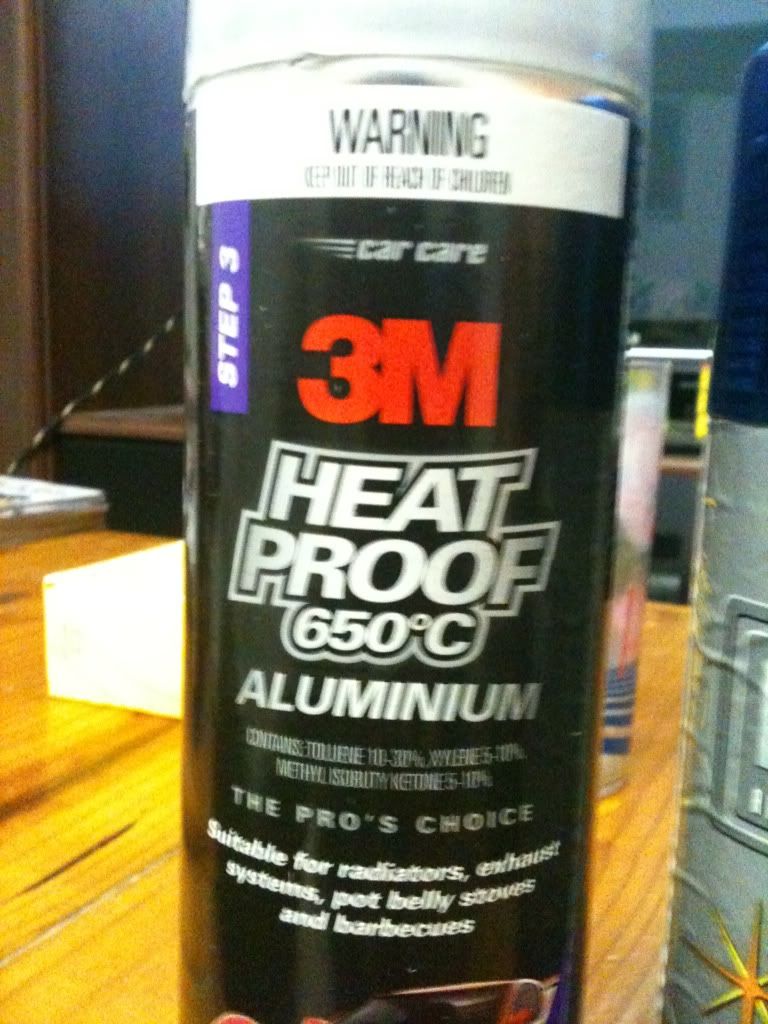 WARNING
KEEP OUT OF REACH OF CHILDREN
car care
STEP 3
3M
HEAT
PROOF
650°C
ALUMINIUM
CONTAINS: TOLUENE 10-30%, XYLENE 5-10%,
METHYL ISOBUTY KETONE 5-10%
THE PRO'S CHOICE
Suitable for radiators, exhaust
systems, pot belly stoves
and barbecues